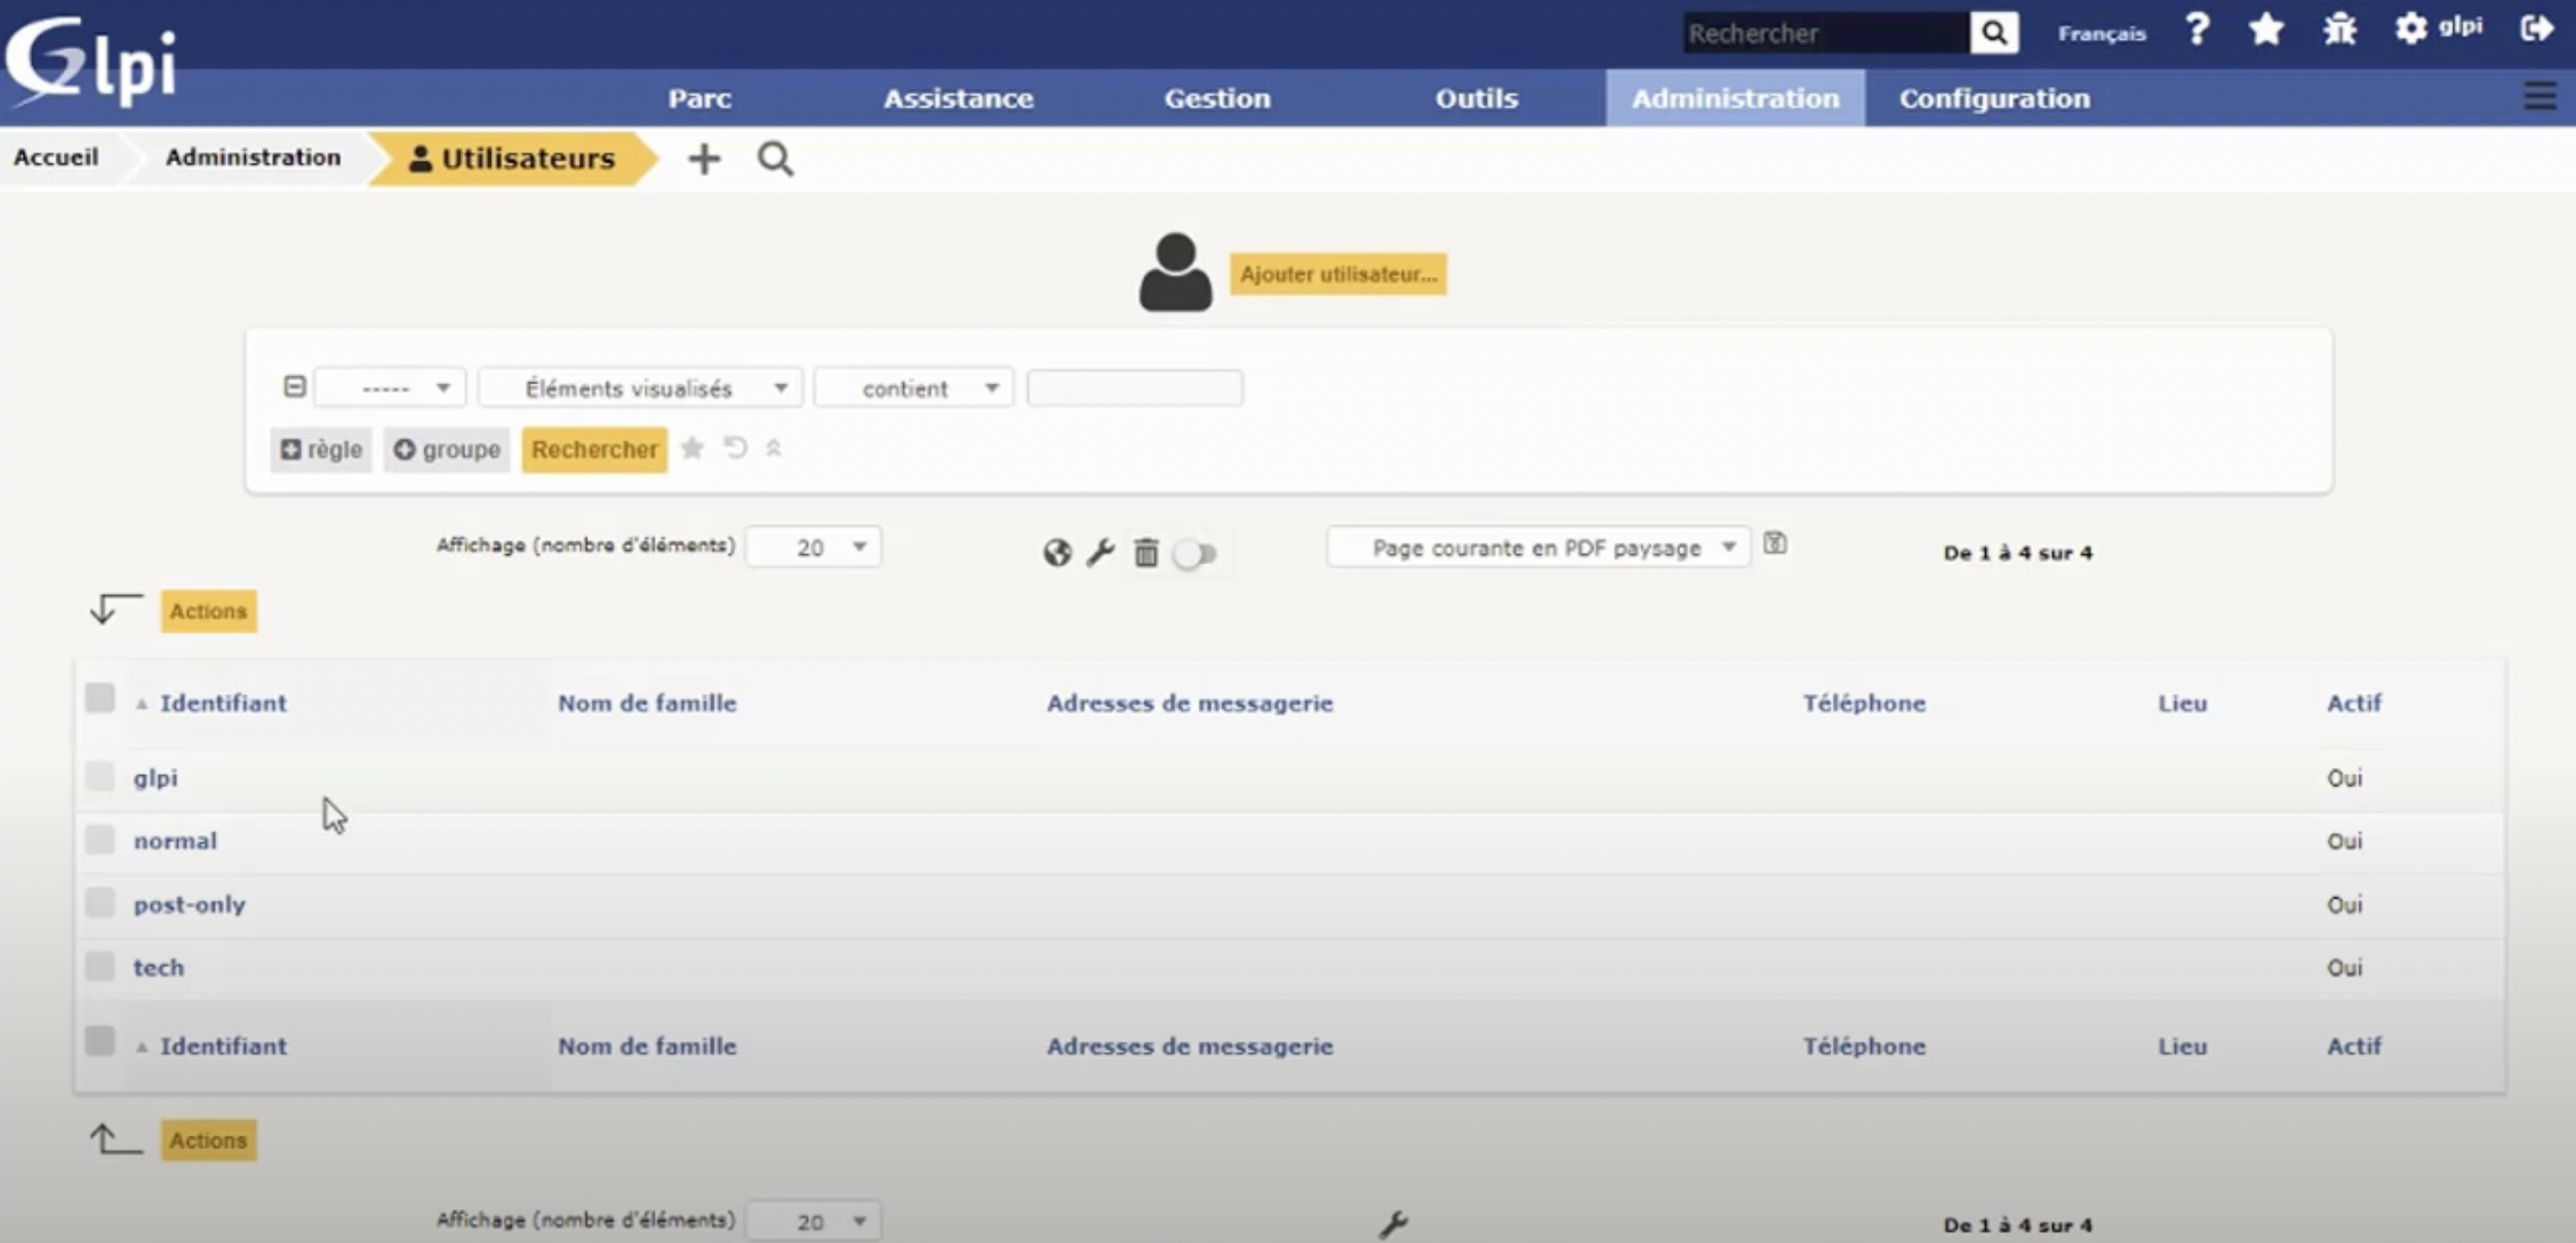 Glpi
Rechercher Français ? glpi
Parc Assistance Gestion Outils Administration Configuration
Accueil Administration Utilisateurs
Ajouter utilisateur...
----- Éléments visualisés contient
règle groupe Rechercher
Affichage (nombre d'éléments) 20 Page courante en PDF paysage De 1 à 4 sur 4
Actions
Identifiant Nom de famille Adresses de messagerie Téléphone Lieu Actif
glpi Oui
normal Oui
post-only Oui
tech Oui
Identifiant Nom de famille Adresses de messagerie Téléphone Lieu Actif
Actions
Affichage (nombre d'éléments) 20 De 1 à 4 sur 4